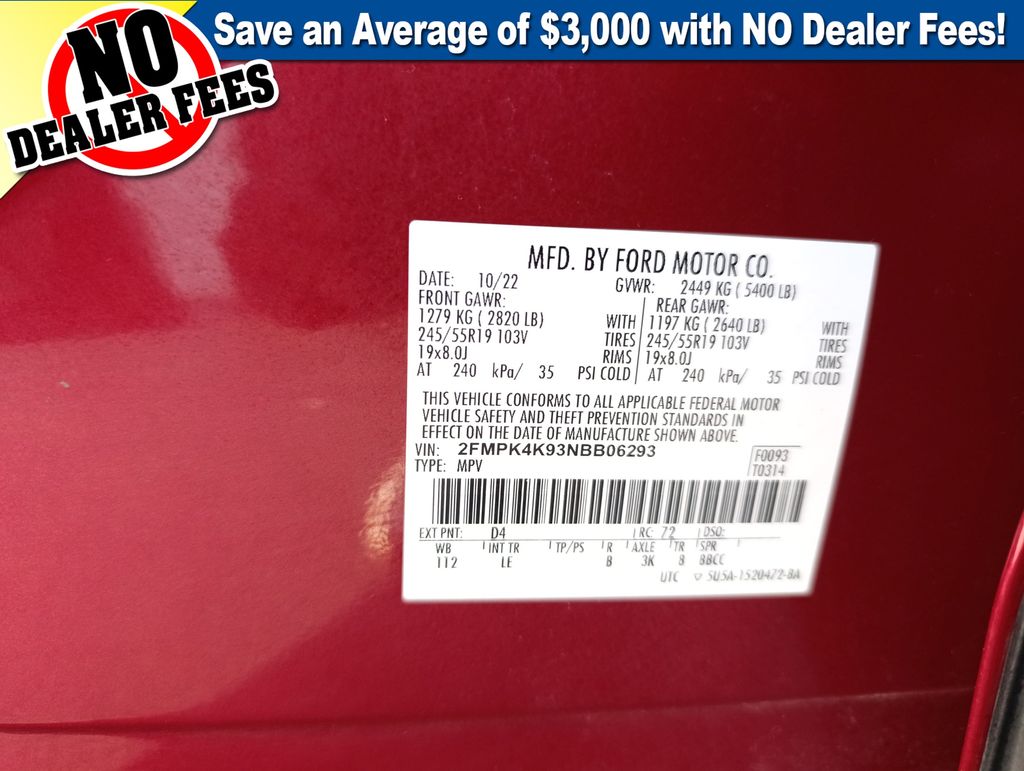 NO
DEALER FEES
Save an Average of $3,000 with NO Dealer Fees!
MFD. BY FORD MOTOR CO.
DATE: 10/22 GVWR: 2449 KG ( 5400 LB)
FRONT GAWR: REAR GAWR:
1279 KG ( 2820 LB) WITH 1197 KG ( 2640 LB) WITH
245/55R19 103V TIRES 245/55R19 103V TIRES
19x8.0J RIMS 19x8.0J RIMS
AT 240 kPa/ 35 PSI COLD AT 240 kPa/ 35 PSI COLD
THIS VEHICLE CONFORMS TO ALL APPLICABLE FEDERAL MOTOR
VEHICLE SAFETY AND THEFT PREVENTION STANDARDS IN
EFFECT ON THE DATE OF MANUFACTURE SHOWN ABOVE.
VIN: 2FMPK4K93NBB06293 F0093
TYPE: MPV T0314
EXT PNT: D4 RC: 72 DSO:
WB INT TR TP/PS R AXLE TR SPR
1T2 LE B 3K 8 BBCC
UTC 5U5A-1520472-BA